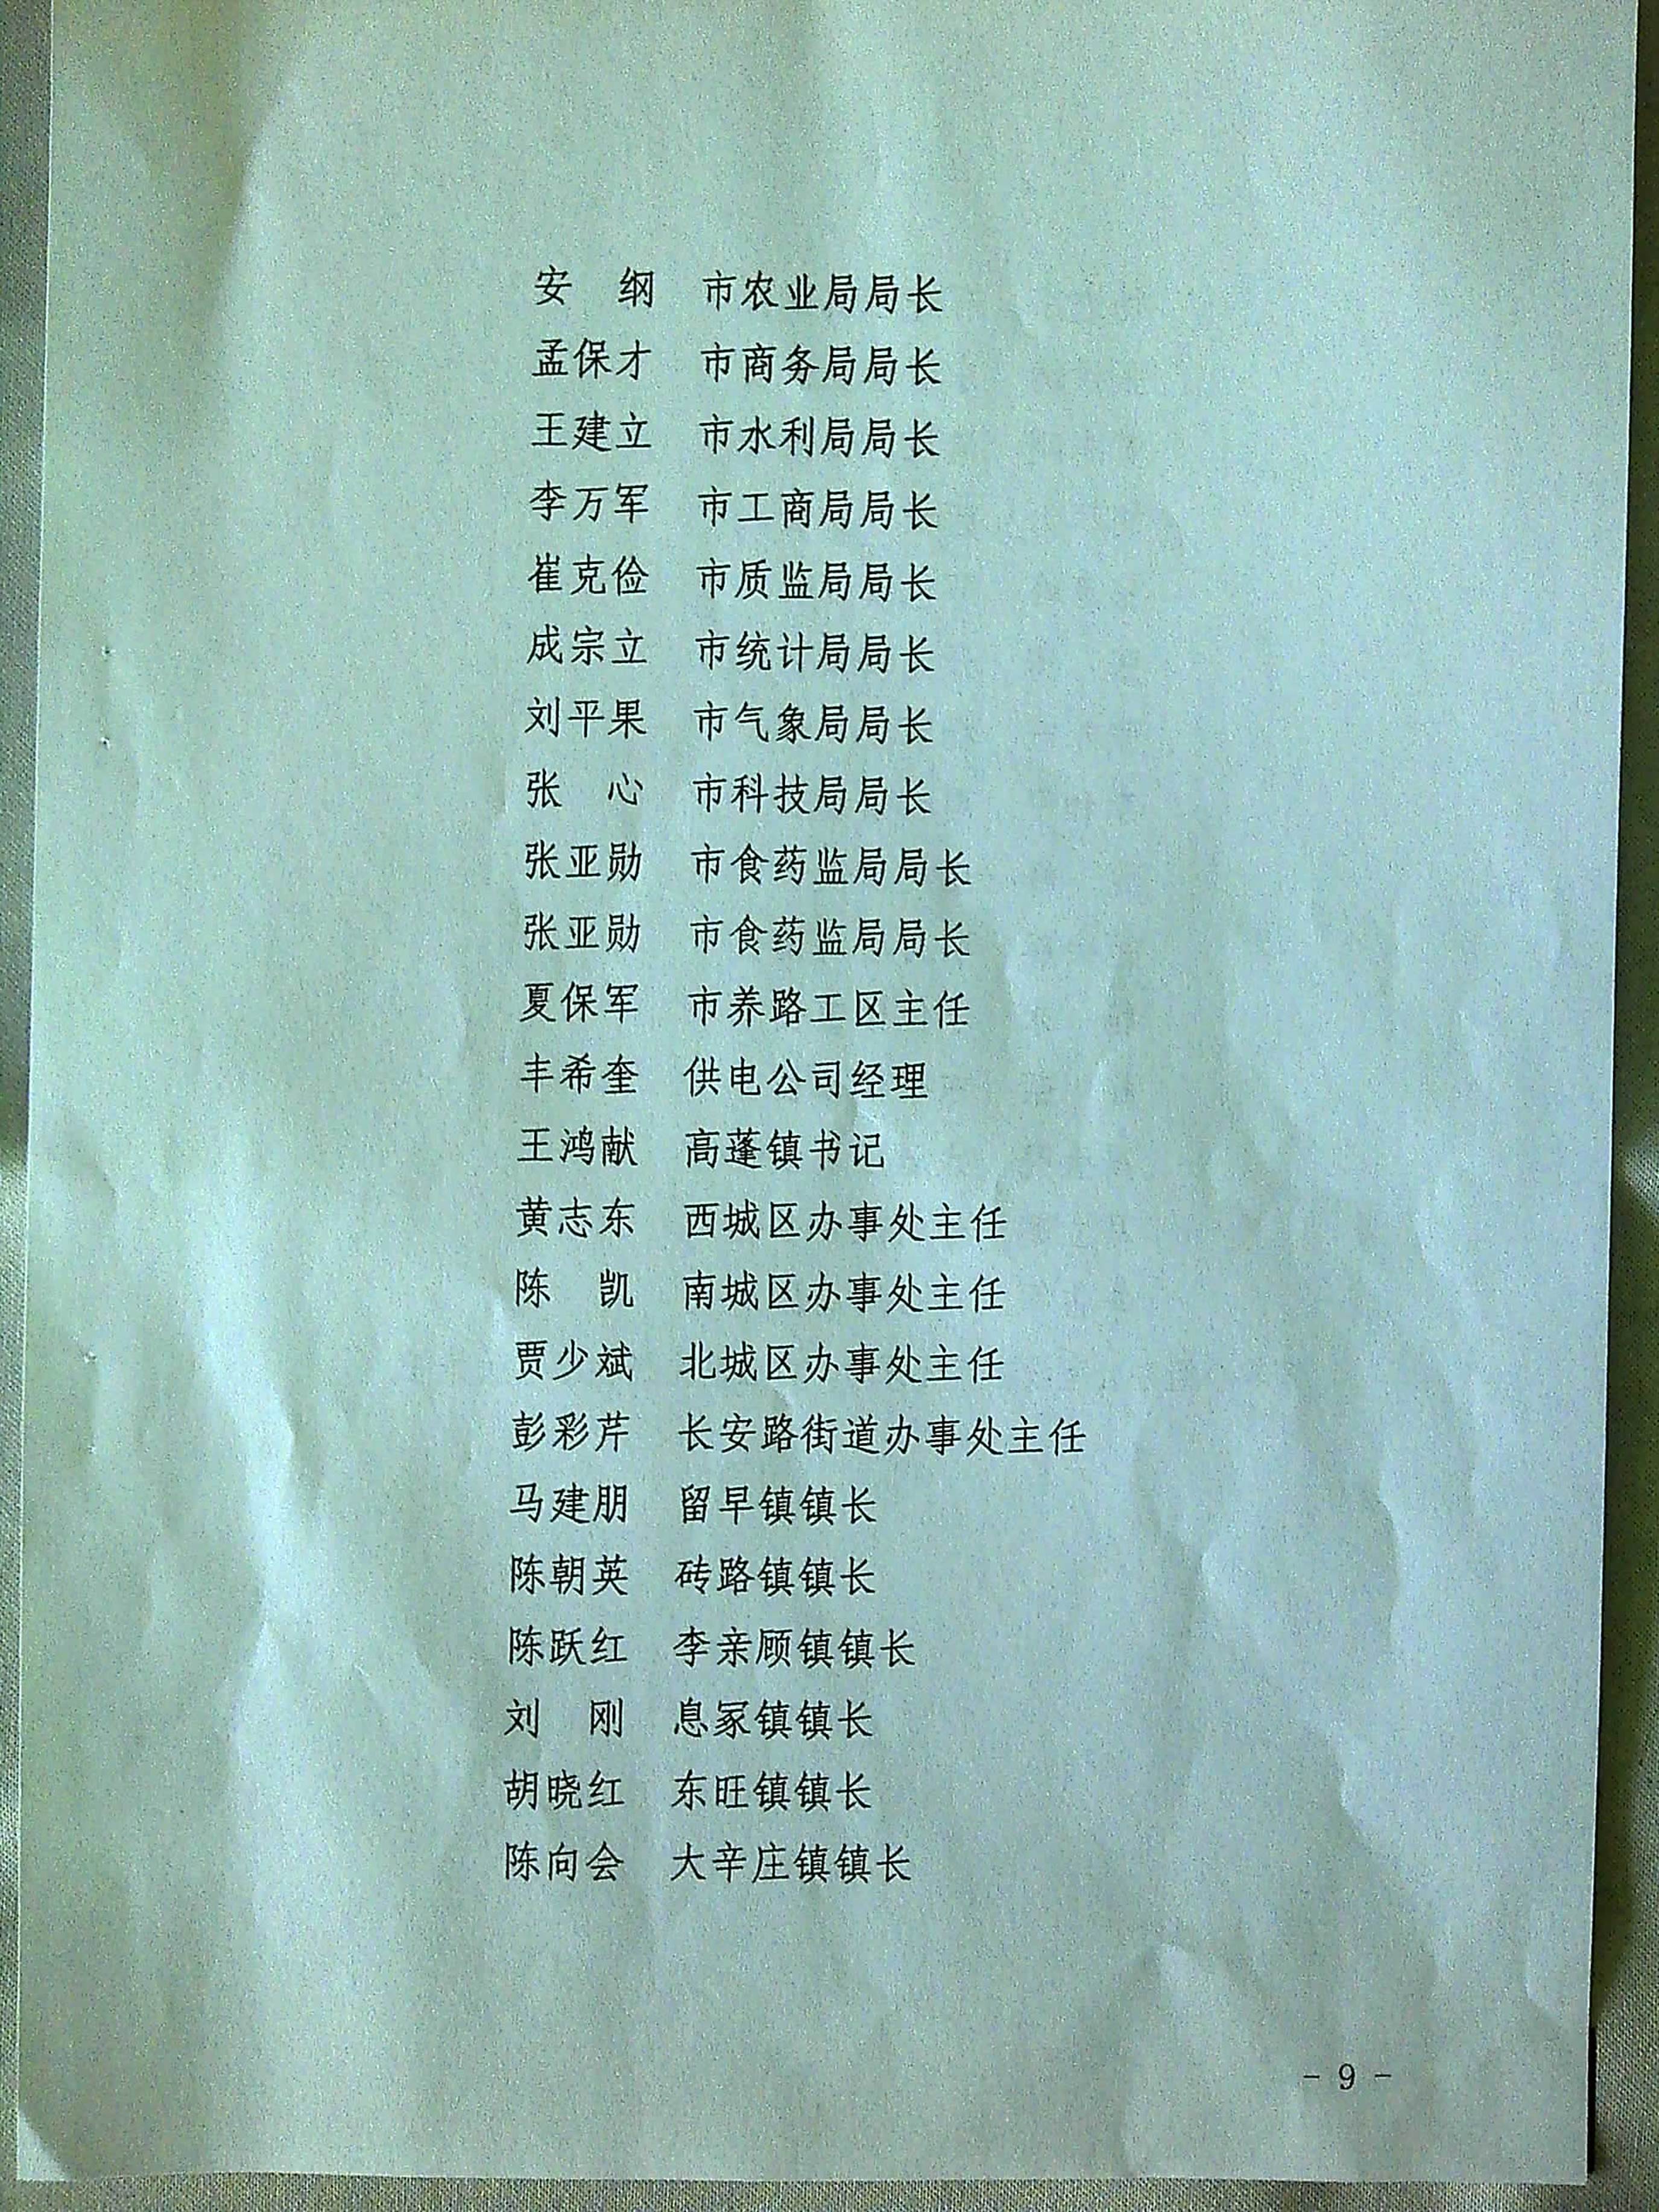 安　纲　市农业局局长
孟保才　市商务局局长
王建立　市水利局局长
李万军　市工商局局长
崔克俭　市质监局局长
成宗立　市统计局局长
刘平果　市气象局局长
张　心　市科技局局长
张亚勋　市食药监局局长
张亚勋　市食药监局局长
夏保军　市养路工区主任
丰希奎　供电公司经理
王鸿献　高蓬镇书记
黄志东　西城区办事处主任
陈　凯　南城区办事处主任
贾少斌　北城区办事处主任
彭彩芹　长安路街道办事处主任
马建朋　留早镇镇长
陈朝英　砖路镇镇长
陈跃红　李亲顾镇镇长
刘　刚　息冢镇镇长
胡晓红　东旺镇镇长
陈向会　大辛庄镇镇长
- 9 -